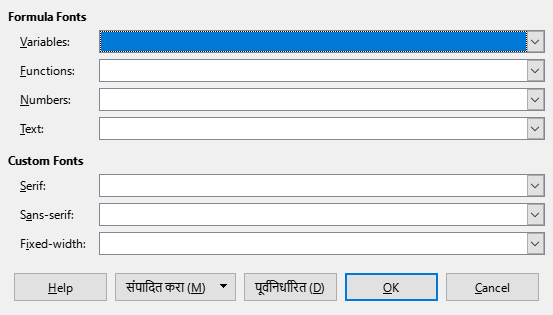 Formula Fonts
Variables:
Functions:
Numbers:
Text:
Custom Fonts
Serif:
Sans-serif:
Fixed-width:
Help संपादित करा (M) पूर्वनिर्धारित (D) OK Cancel